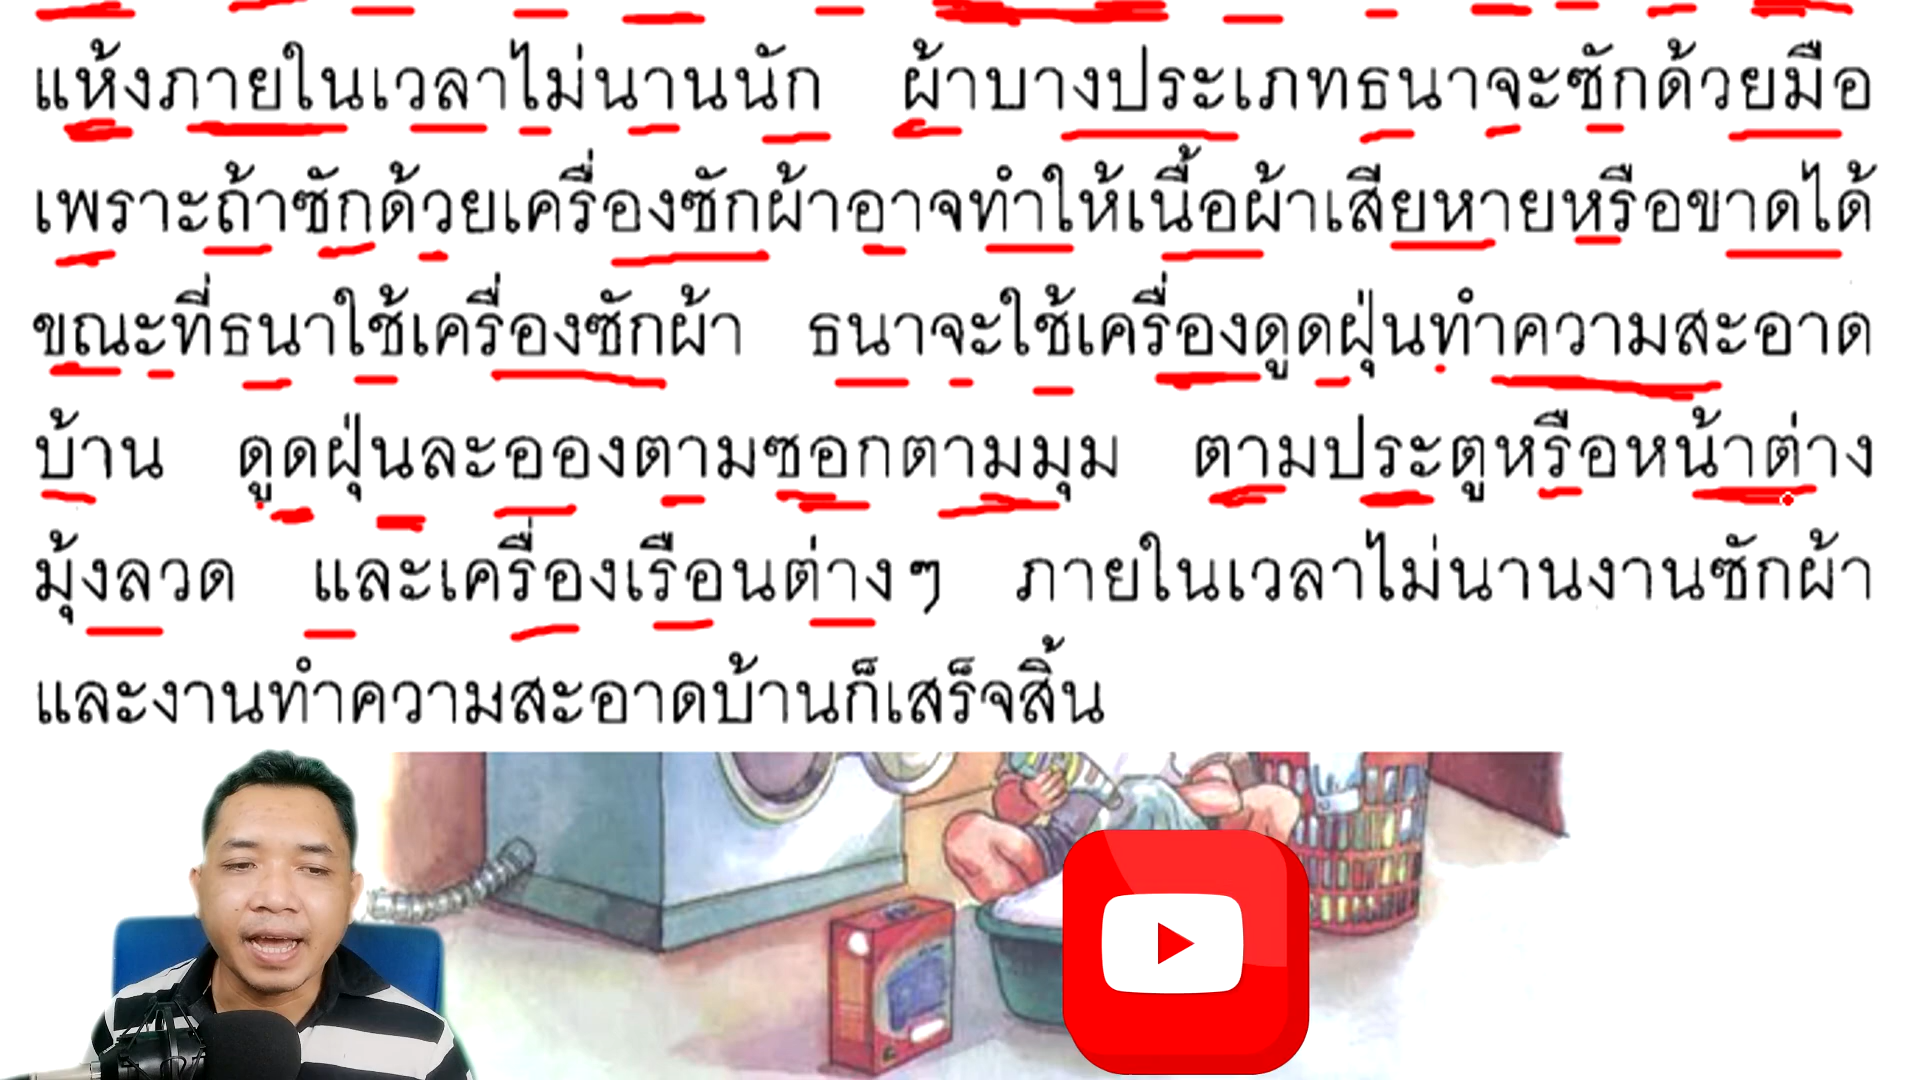 แห้งภายในเวลาไม่นานนัก ผ้าบางประเภทธนาจะซักด้วยมือ
เพราะถ้าซักด้วยเครื่องซักผ้าอาจทำให้เนื้อผ้าเสียหายหรือขาดได้
ขณะที่ธนาใช้เครื่องซักผ้า ธนาจะใช้เครื่องดูดฝุ่นทำความสะอาด
บ้าน ดูดฝุ่นละอองตามซอกตามมุม ตามประตูหรือหน้าต่าง
มุ้งลวด และเครื่องเรือนต่างๆ ภายในเวลาไม่นานงานซักผ้า
และงานทำความสะอาดบ้านก็เสร็จสิ้น